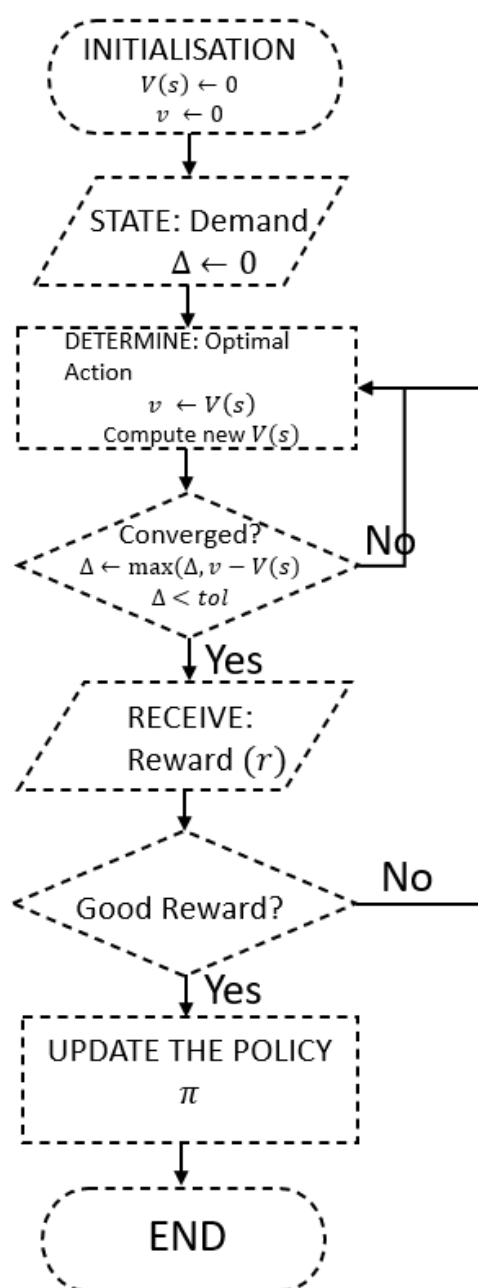 INITIALISATION
V(s) ← 0
v ← 0
STATE: Demand
Δ ← 0
DETERMINE: Optimal
Action
v ← V(s)
Compute new V(s)
Converged?
Δ ← max(Δ, v − V(s)
Δ < tol
No
Yes
RECEIVE:
Reward (r)
Good Reward?
No
Yes
UPDATE THE POLICY
π
END